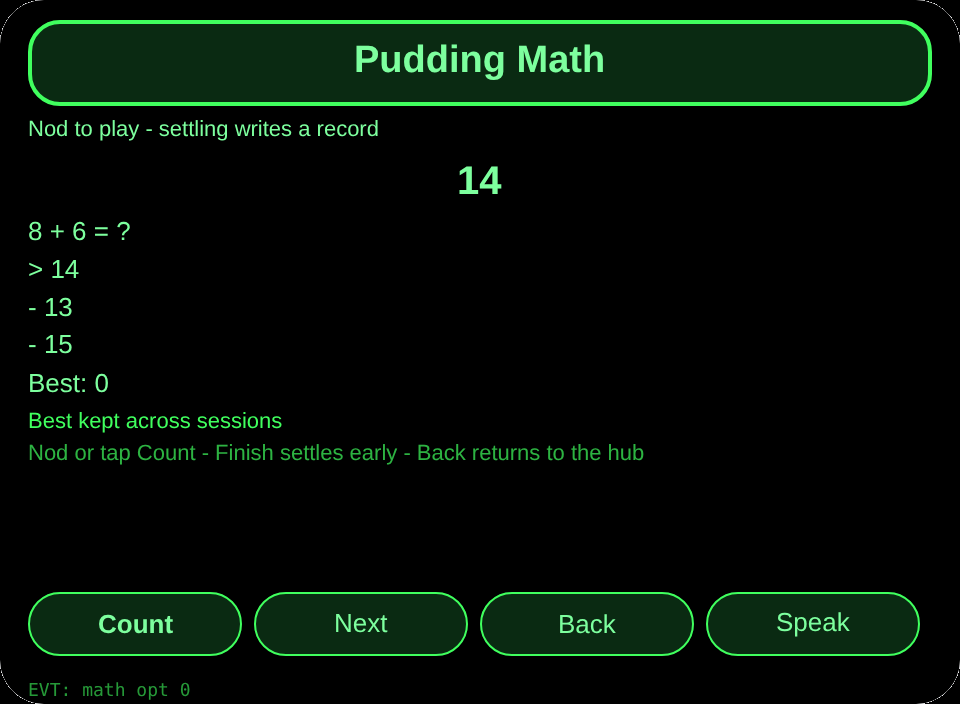 Pudding Math
Nod to play - settling writes a record
14
8 + 6 = ?
> 14
- 13
- 15
Best: 0
Best kept across sessions
Nod or tap Count - Finish settles early - Back returns to the hub
Count Next Back Speak
EVT: math opt 0